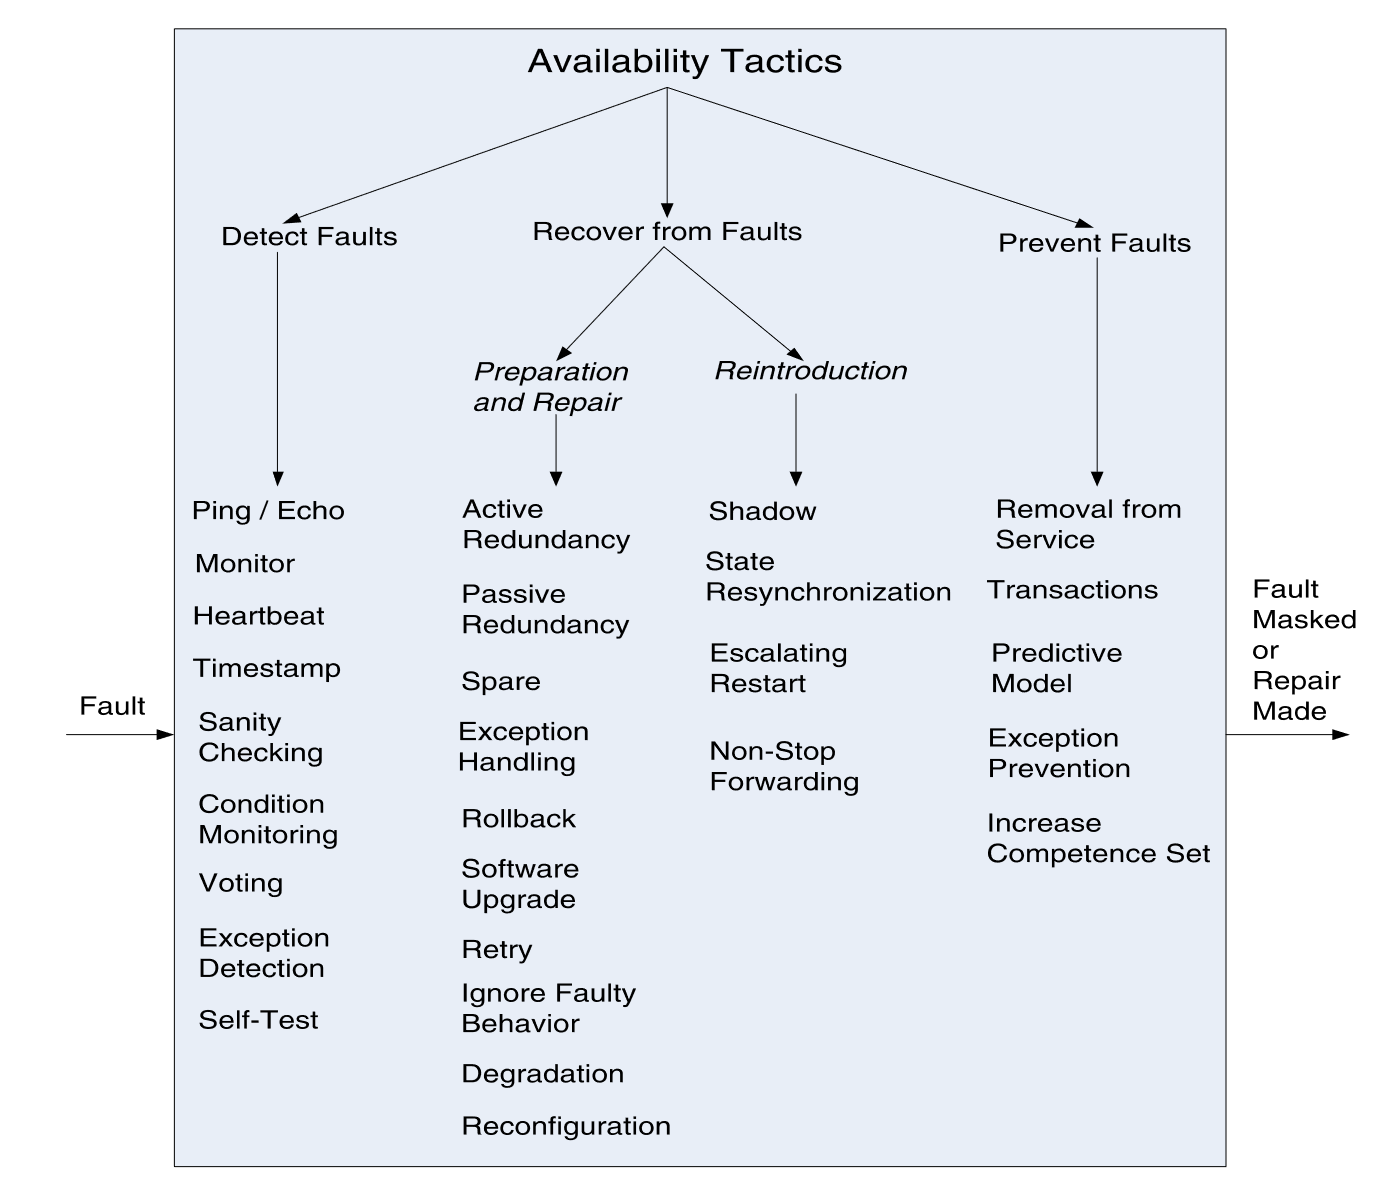 Availability Tactics
Detect Faults
Recover from Faults
Prevent Faults
Preparation
and Repair
Reintroduction
Ping / Echo
Monitor
Heartbeat
Timestamp
Sanity
Checking
Condition
Monitoring
Voting
Exception
Detection
Self-Test
Active
Redundancy
Passive
Redundancy
Spare
Exception
Handling
Rollback
Software
Upgrade
Retry
Ignore Faulty
Behavior
Degradation
Reconfiguration
Shadow
State
Resynchronization
Escalating
Restart
Non-Stop
Forwarding
Removal from
Service
Transactions
Predictive
Model
Exception
Prevention
Increase
Competence Set
Fault
Fault
Masked
or
Repair
Made